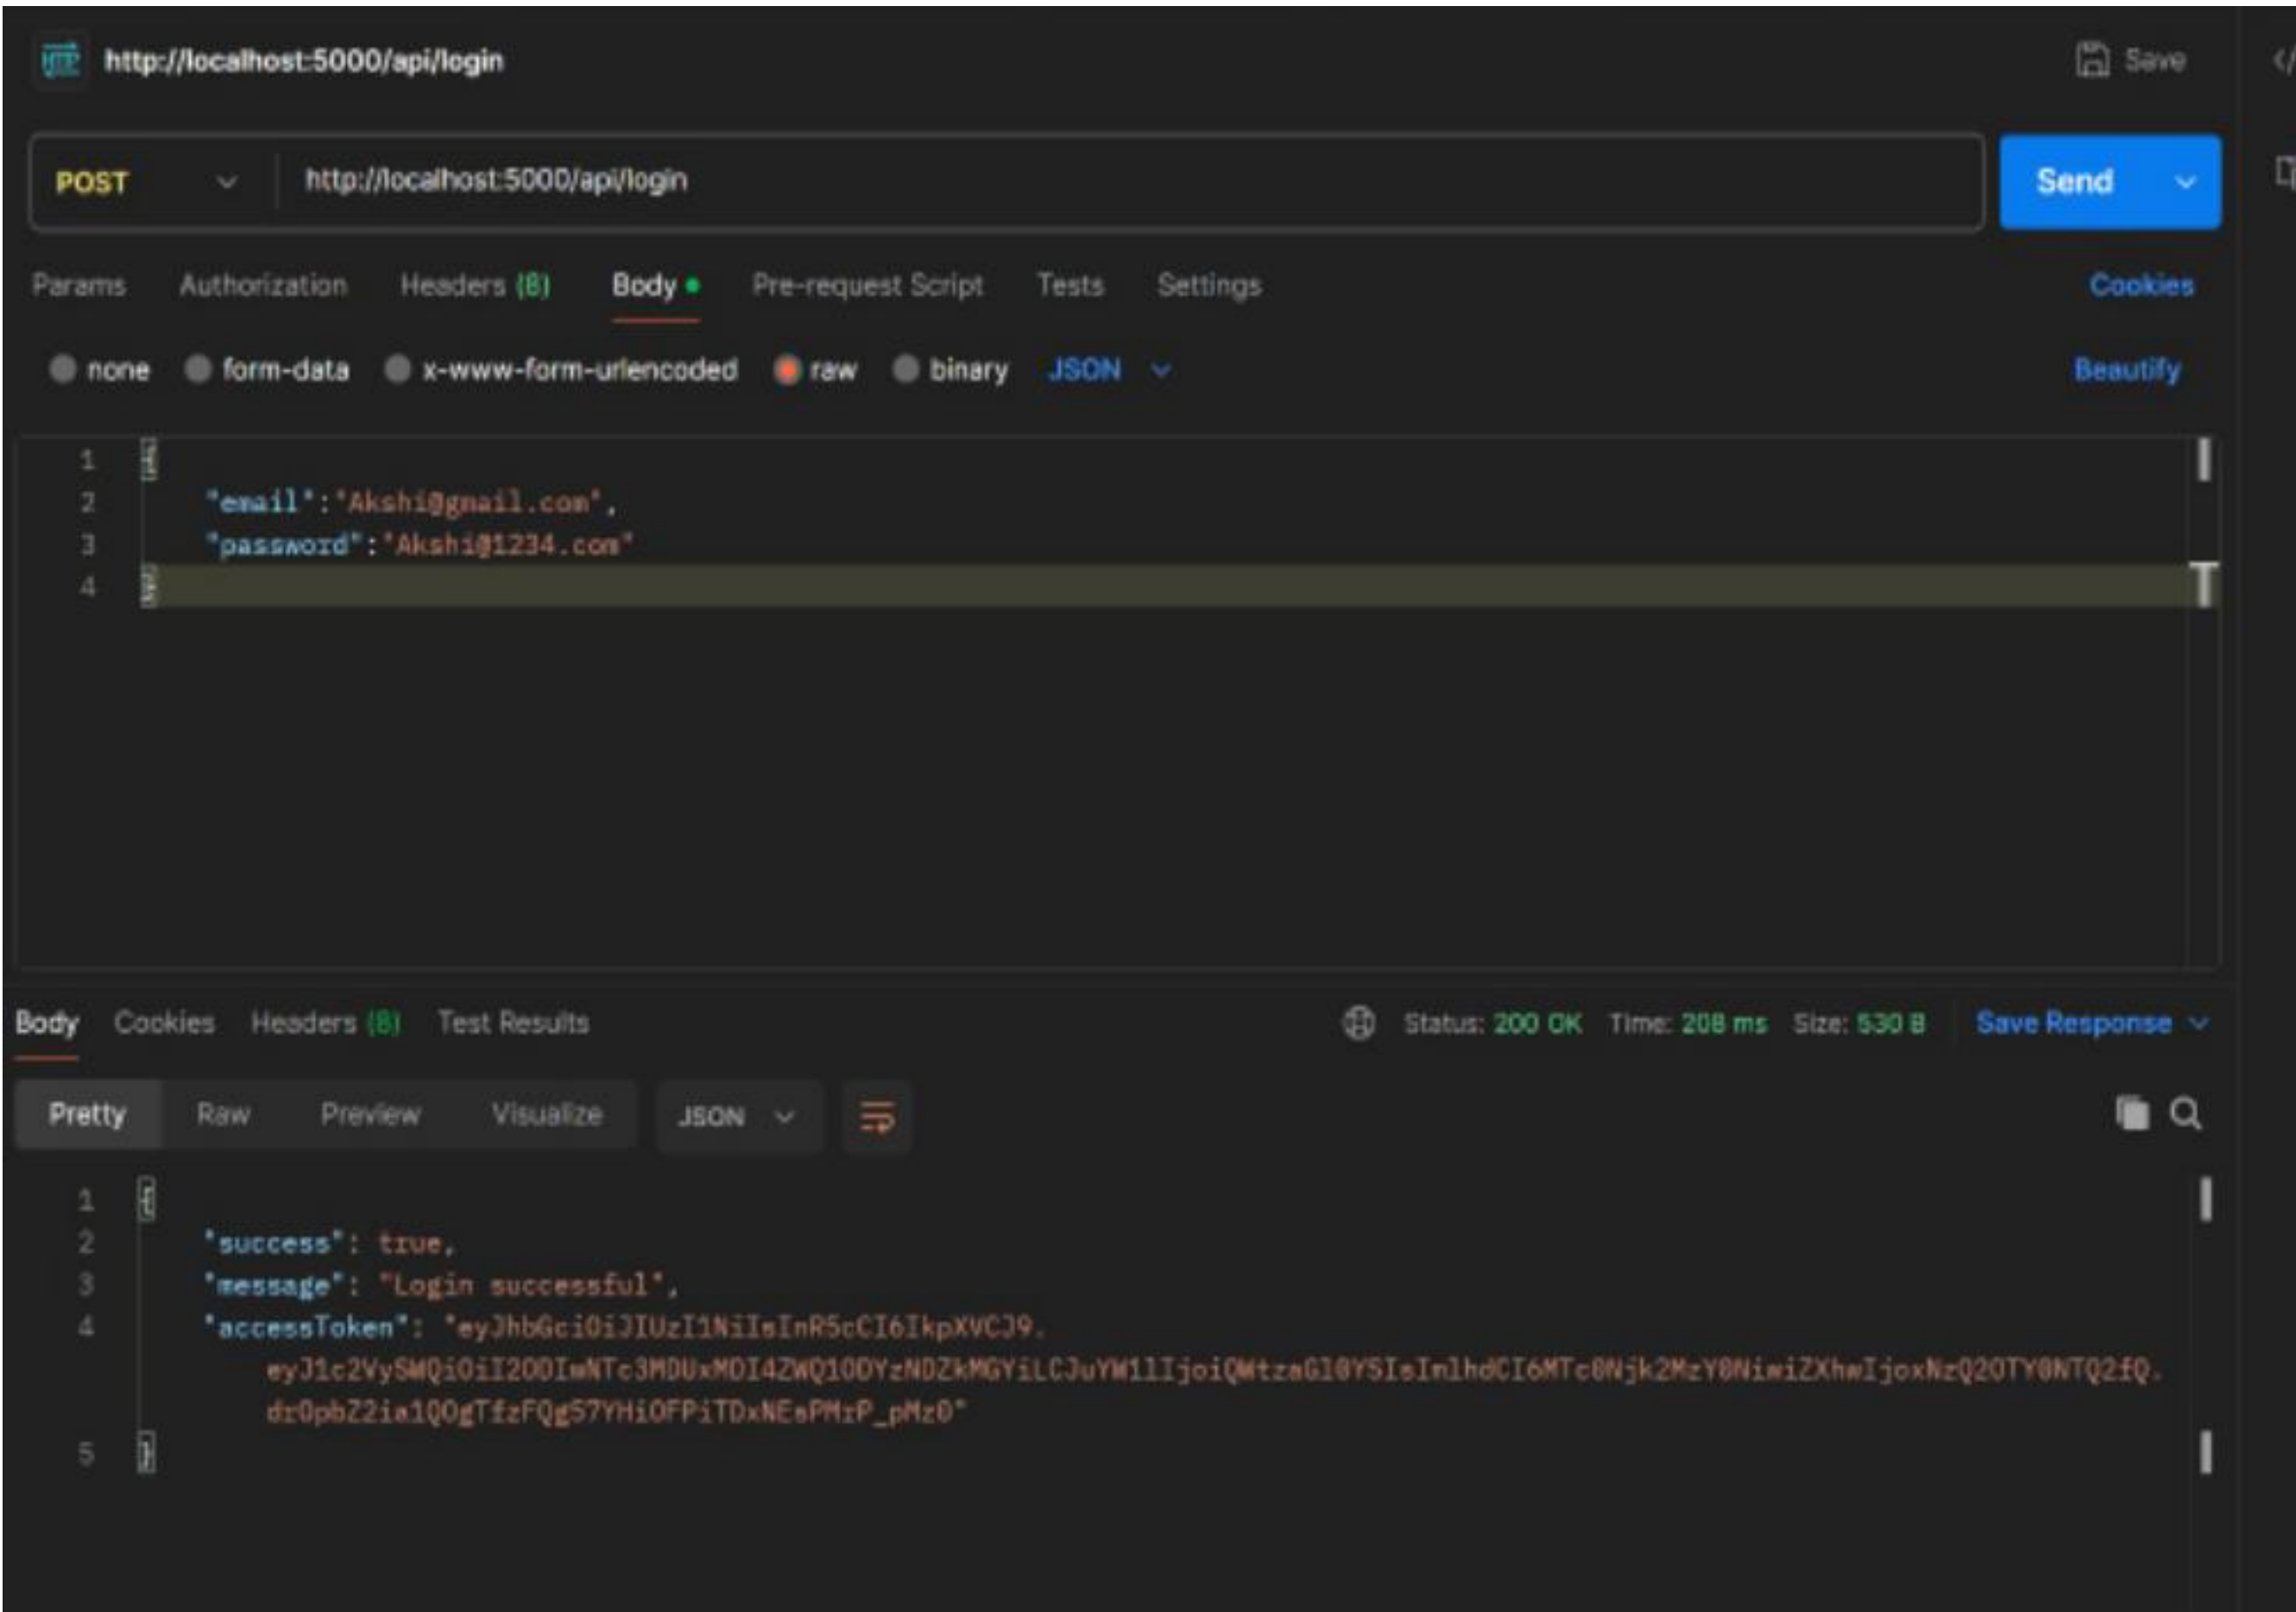 HTTP http://localhost:5000/api/login Save </
POST http://localhost:5000/api/login Send
Params Authorization Headers (8) Body Pre-request Script Tests Settings Cookies
none form-data x-www-form-urlencoded raw binary JSON Beautify
1 {
2 "email":"Akshi@gmail.com",
3 "password":"Akshi@1234.com"
4 }
Body Cookies Headers (8) Test Results Status: 200 OK Time: 208 ms Size: 530 B Save Response
Pretty Raw Preview Visualize JSON
1 {
2 "success": true,
3 "message": "Login successful",
4 "accessToken": "eyJhbGciOiJIUzI1NiIsInR5cCI6IkpXVCJ9.
5 }